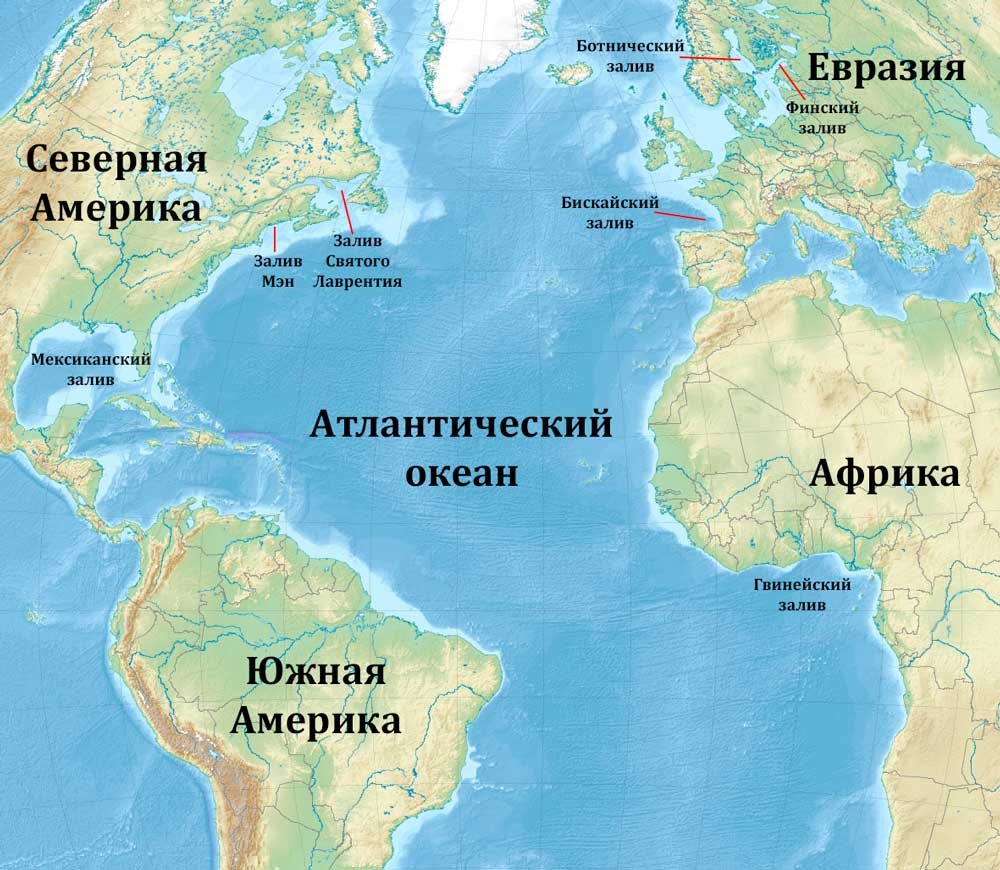 Ботнический
залив
Евразия
Финский
залив
Северная
Америка
Бискайский
залив
Залив
Мэн
Залив
Святого
Лаврентия
Мексиканский
залив
Атлантический
океан
Африка
Гвинейский
залив
Южная
Америка